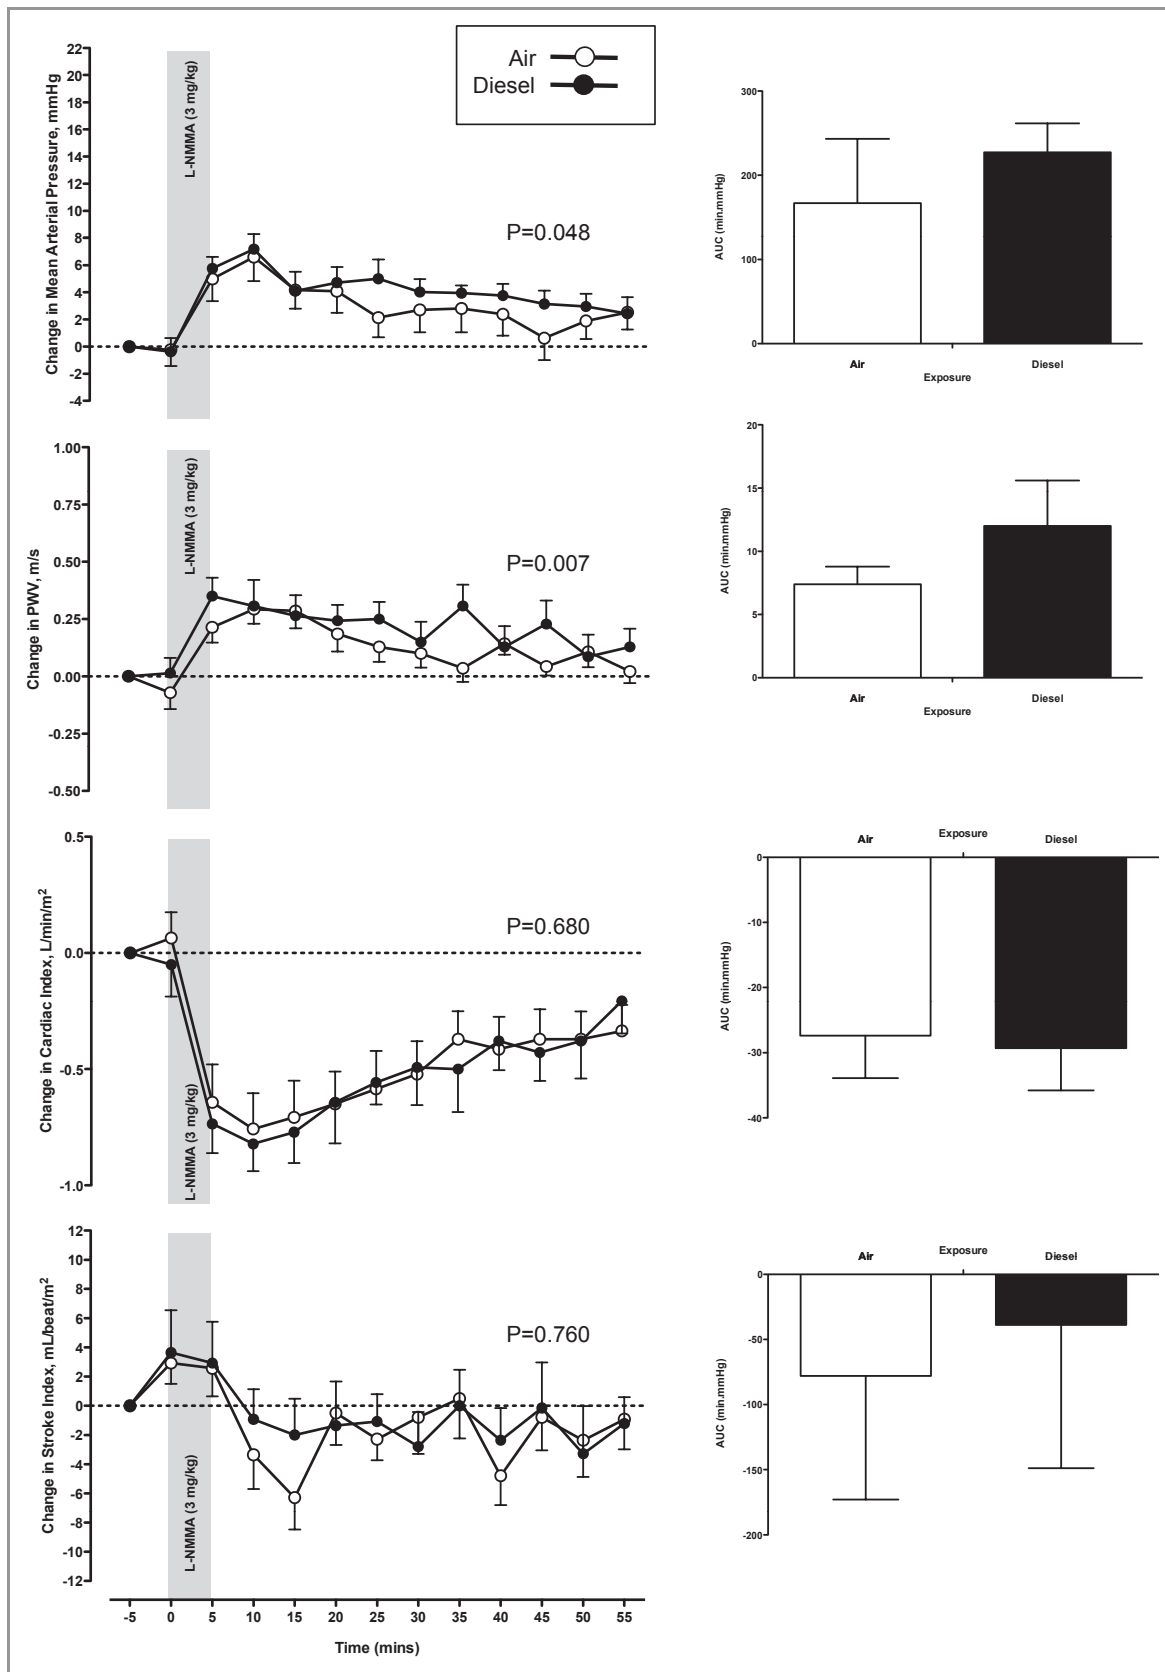 Air
Diesel
22
20
18
16
14
12
10
8
6
4
2
0
-2
-4
Change in Mean Arterial Pressure, mmHg
L-NMMA (3 mg/kg)
P=0.048
300
200
100
0
AUC (min.mmHg)
Air
Diesel
Exposure
1.00
0.75
0.50
0.25
0.00
-0.25
-0.50
Change in PWV, m/s
L-NMMA (3 mg/kg)
P=0.007
20
15
10
5
0
AUC (min.mmHg)
Air
Diesel
Exposure
0.5
0.0
-0.5
-1.0
Change in Cardiac Index, L/min/m²
L-NMMA (3 mg/kg)
P=0.680
Air
Exposure
Diesel
0
-10
-20
-30
-40
AUC (min.mmHg)
12
10
8
6
4
2
0
-2
-4
-6
-8
-10
-12
Change in Stroke Index, mL/beat/m²
L-NMMA (3 mg/kg)
P=0.760
Air
Exposure
Diesel
0
-50
-100
-150
-200
AUC (min.mmHg)
-5 0 5 10 15 20 25 30 35 40 45 50 55
Time (mins)